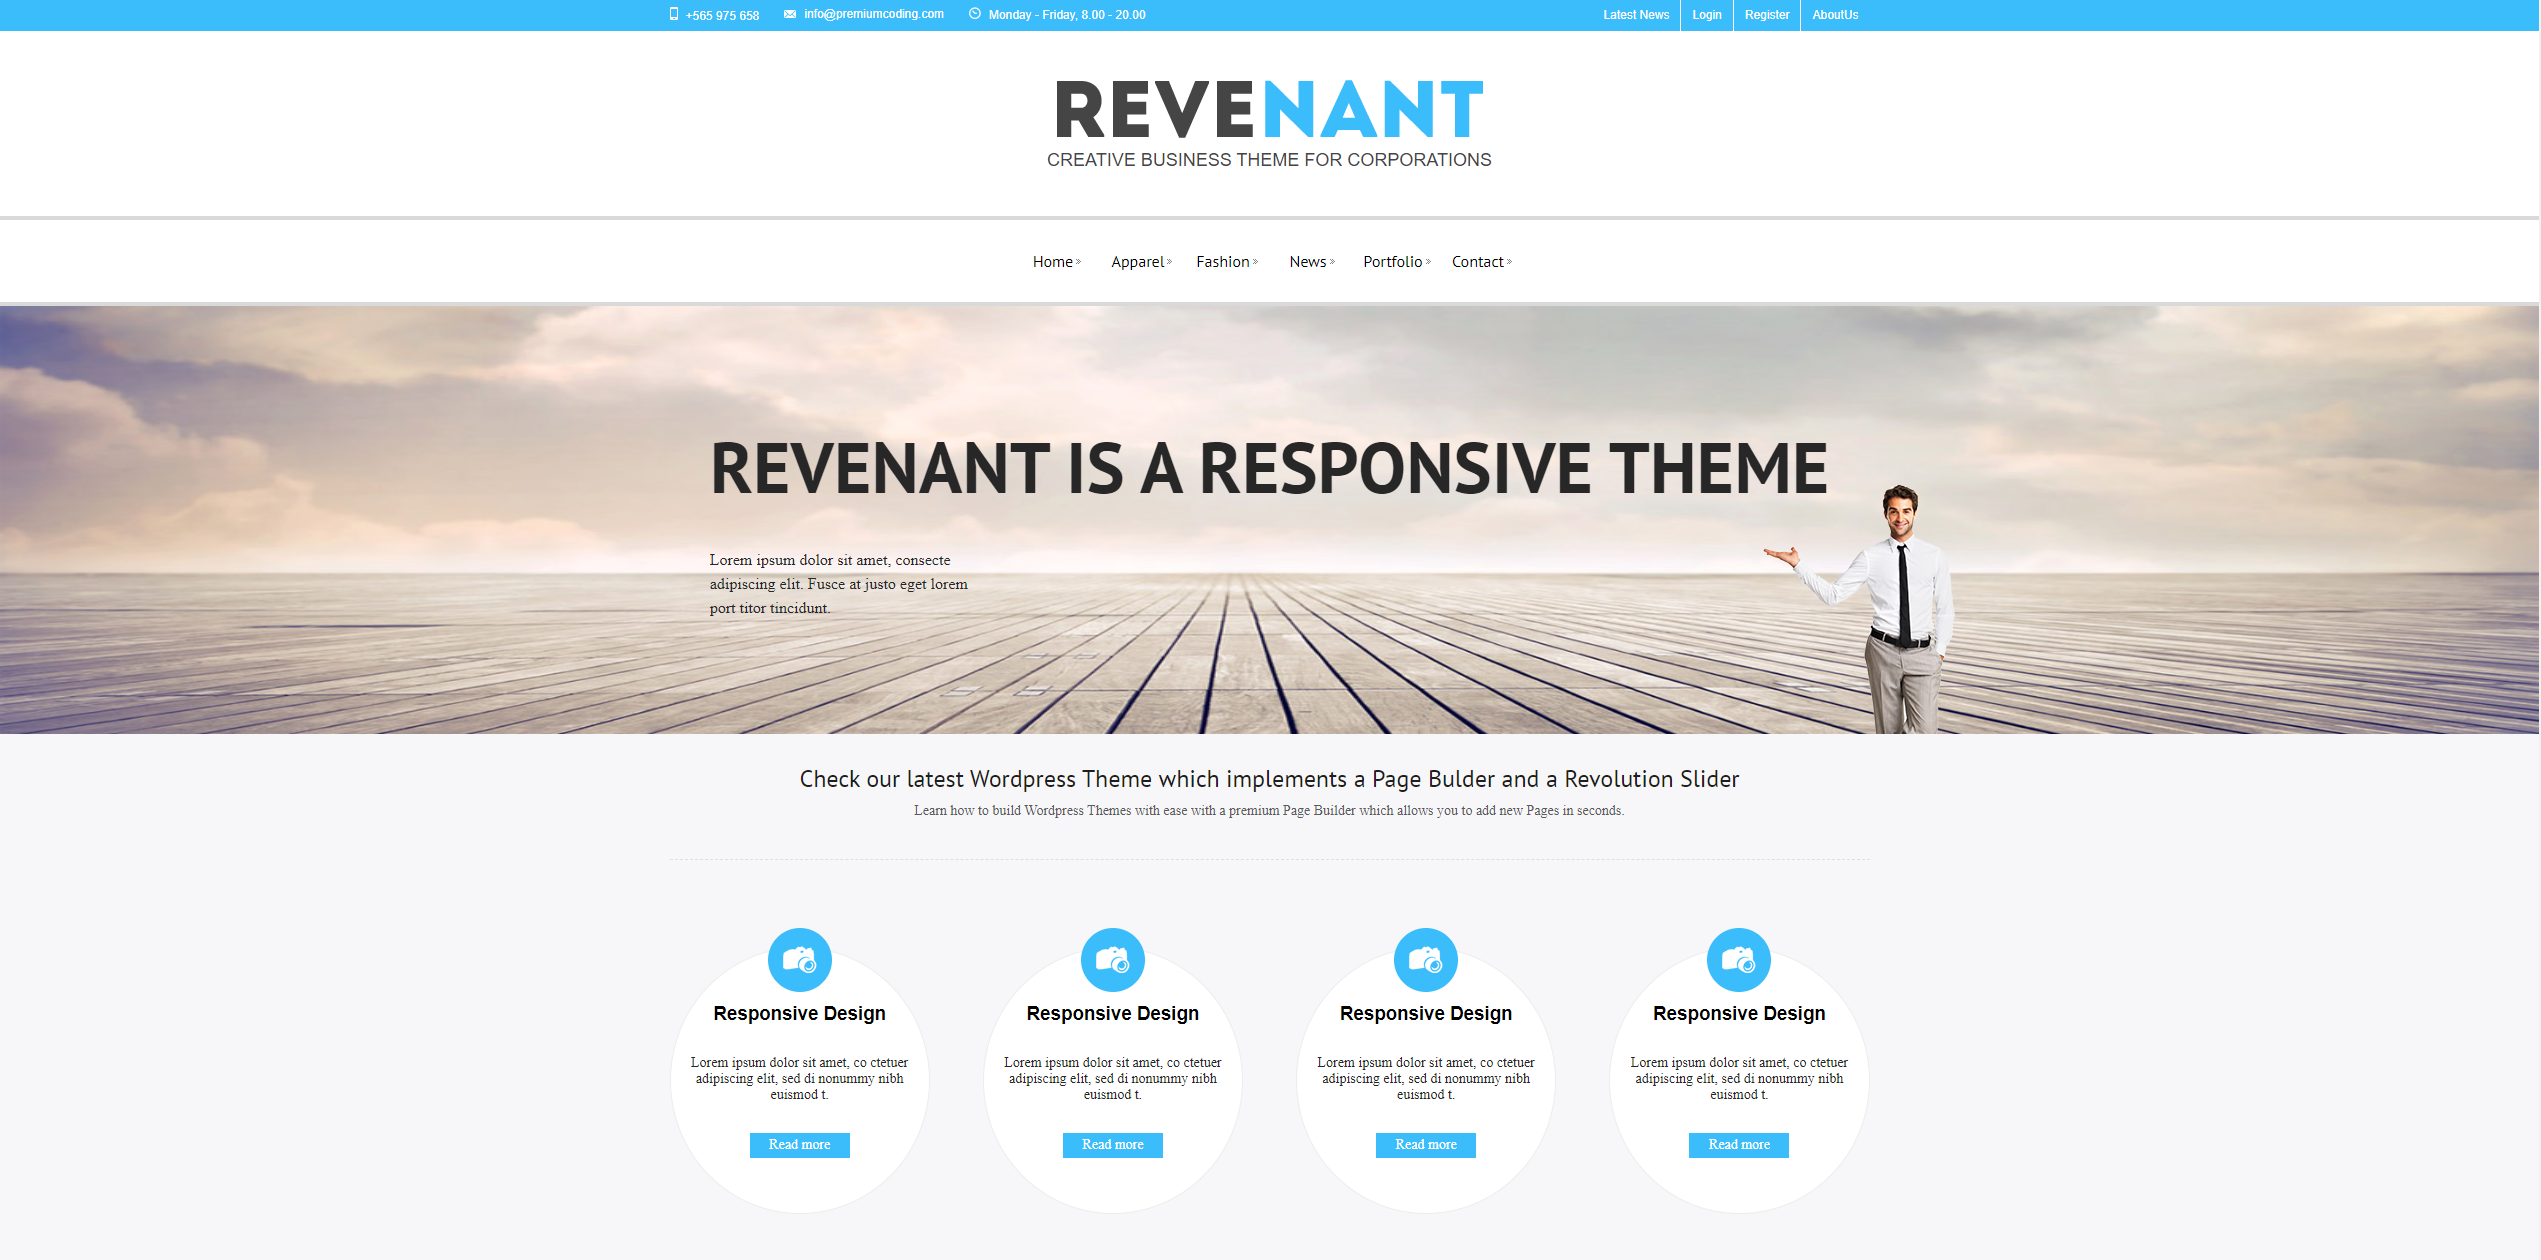 +565 975 658 info@premiumcoding.com Monday - Friday, 8.00 - 20.00 Latest News Login Register AboutUs
REVENANT
CREATIVE BUSINESS THEME FOR CORPORATIONS
Home Apparel Fashion News Portfolio Contact
REVENANT IS A RESPONSIVE THEME
Lorem ipsum dolor sit amet, consecte
adipiscing elit. Fusce at justo eget lorem
port titor tincidunt.
Check our latest Wordpress Theme which implements a Page Bulder and a Revolution Slider
Learn how to build Wordpress Themes with ease with a premium Page Builder which allows you to add new Pages in seconds.
Responsive Design
Lorem ipsum dolor sit amet, co ctetuer
adipiscing elit, sed di nonummy nibh
euismod t.
Read more
Responsive Design
Lorem ipsum dolor sit amet, co ctetuer
adipiscing elit, sed di nonummy nibh
euismod t.
Read more
Responsive Design
Lorem ipsum dolor sit amet, co ctetuer
adipiscing elit, sed di nonummy nibh
euismod t.
Read more
Responsive Design
Lorem ipsum dolor sit amet, co ctetuer
adipiscing elit, sed di nonummy nibh
euismod t.
Read more